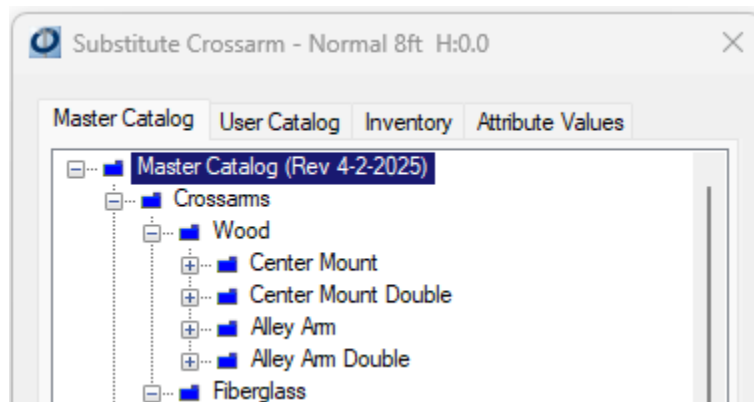 Substitute Crossarm - Normal 8ft H:0.0
Master Catalog User Catalog Inventory Attribute Values
Master Catalog (Rev 4-2-2025)
Crossarms
Wood
Center Mount
Center Mount Double
Alley Arm
Alley Arm Double
Fiberglass